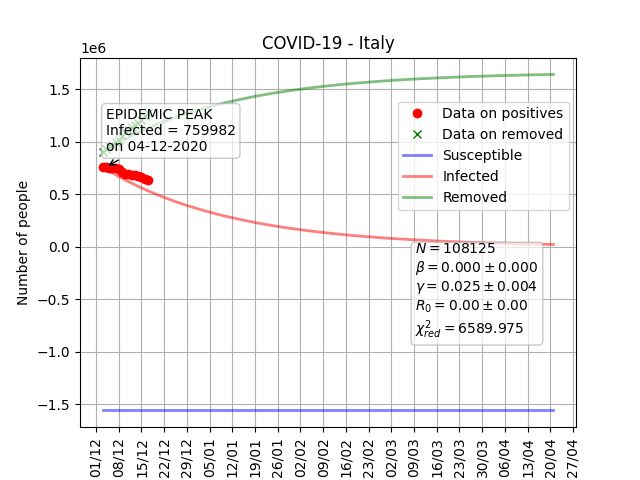 COVID-19 - Italy
1e6
1.5
1.0
0.5
0.0
−0.5
−1.0
−1.5
Number of people
EPIDEMIC PEAK
Infected = 759982
on 04-12-2020
Data on positives
Data on removed
Susceptible
Infected
Removed
N = 108125
β = 0.000 ± 0.000
γ = 0.025 ± 0.004
R₀ = 0.00 ± 0.00
χ²red = 6589.975
01/12
08/12
15/12
22/12
29/12
05/01
12/01
19/01
26/01
02/02
09/02
16/02
23/02
02/03
09/03
16/03
23/03
30/03
06/04
13/04
20/04
27/04